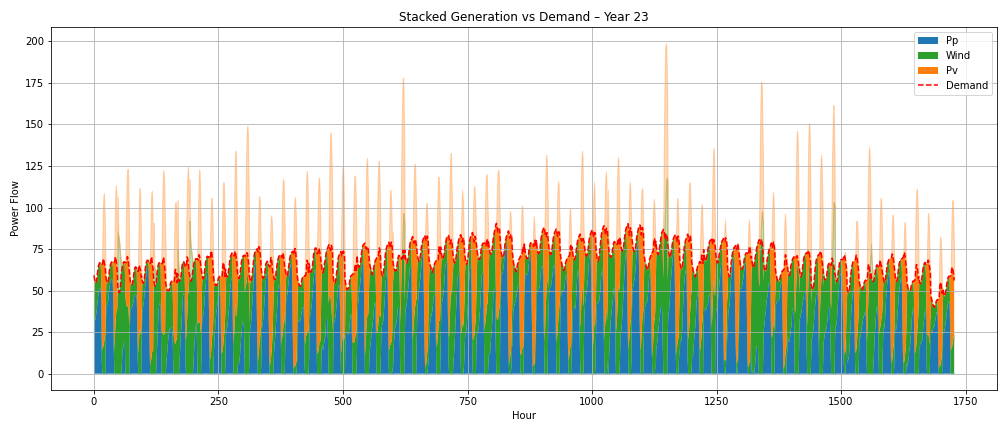 Stacked Generation vs Demand – Year 23
200
175
150
125
100
75
50
25
0
Power Flow
Pp
Wind
Pv
Demand
0
250
500
750
1000
1250
1500
1750
Hour